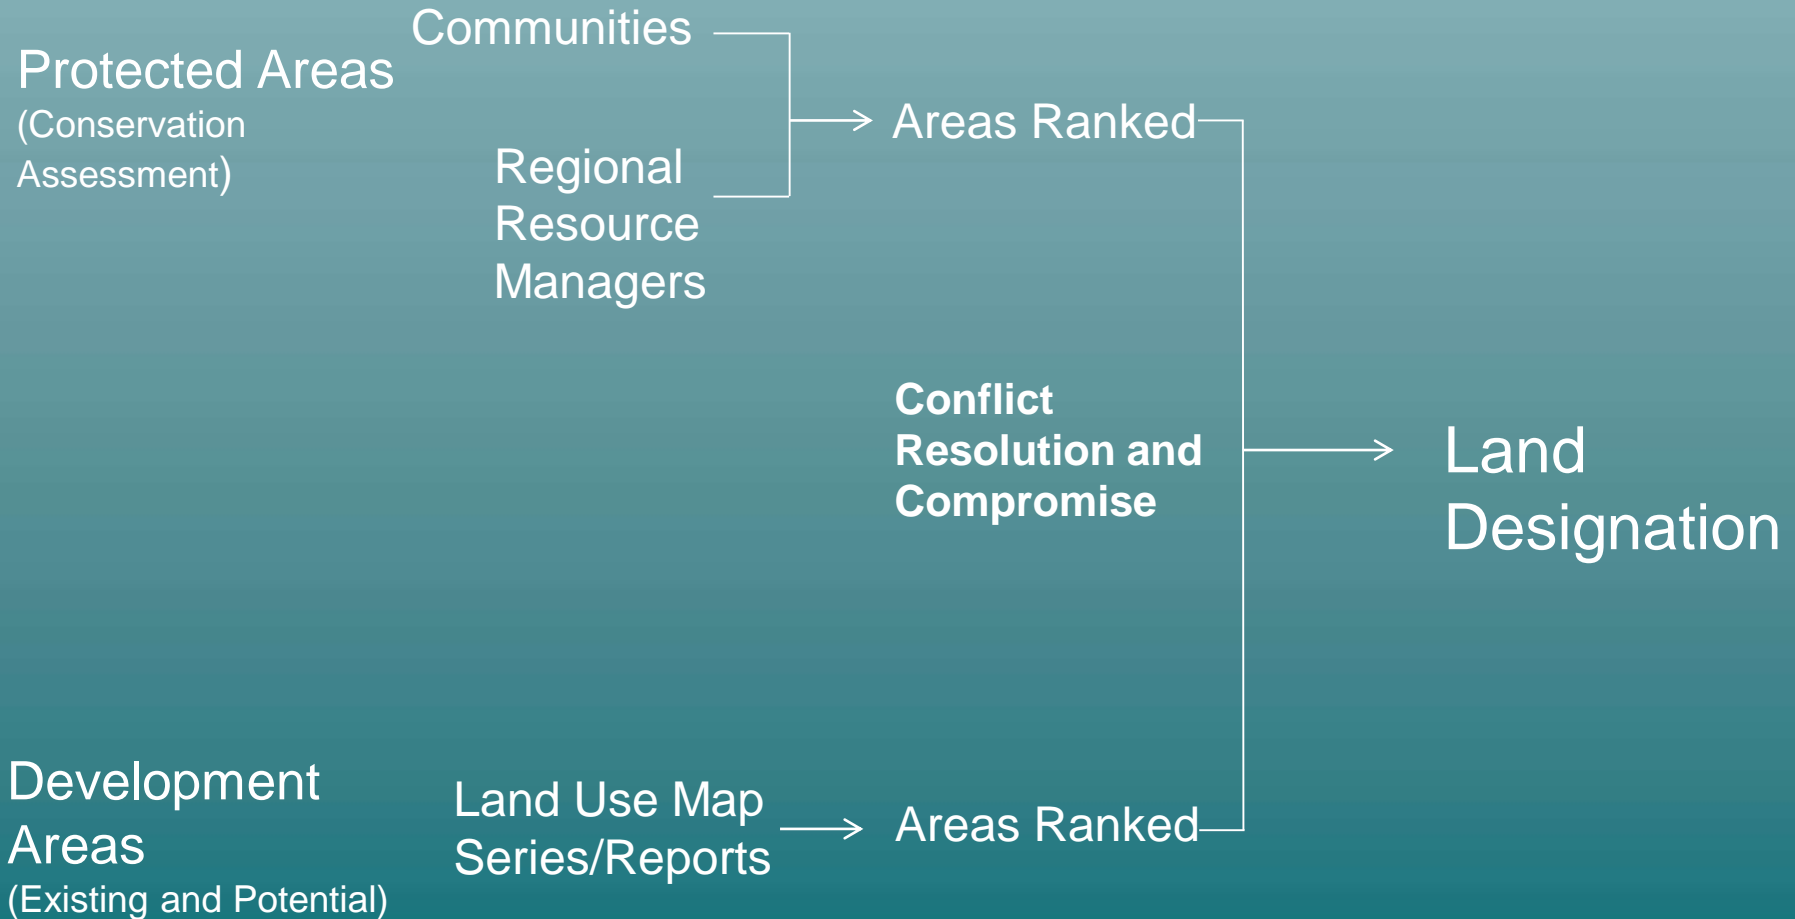 Communities
Protected Areas
(Conservation
Assessment)
Areas Ranked
Regional
Resource
Managers
Conflict
Resolution and
Compromise
Land
Designation
Development
Areas
(Existing and Potential)
Land Use Map
Series/Reports
Areas Ranked